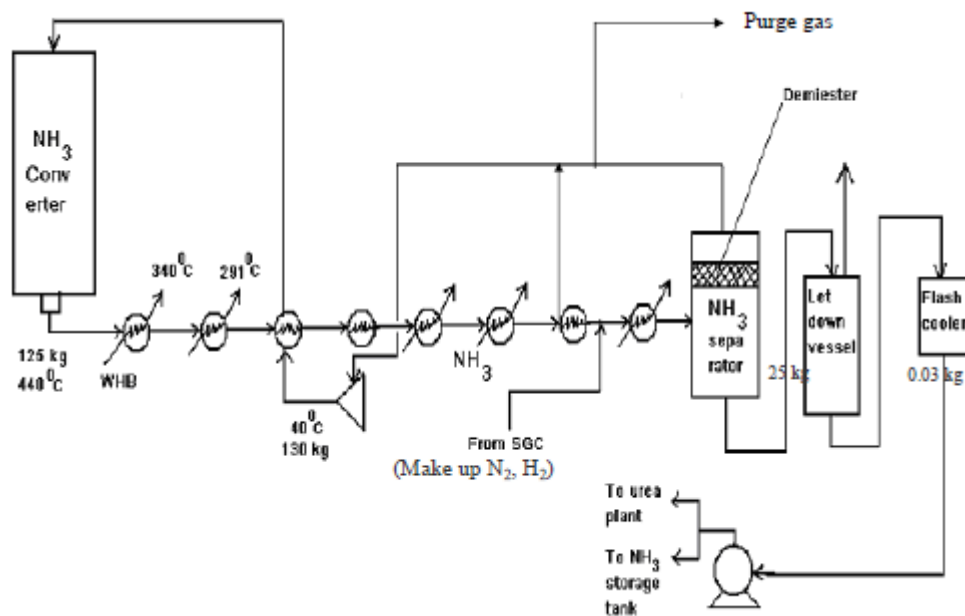 Purge gas
Demiester
NH3
Conv
erter
340⁰C
291⁰C
125 kg
440⁰C
WHB
NH3
40⁰C
130 kg
From SGC
(Make up N₂, H₂)
NH3
sepa
rator
25 kg
Let
down
vessel
Flash
cooler
0.03 kg
To urea
plant
To NH3
storage
tank